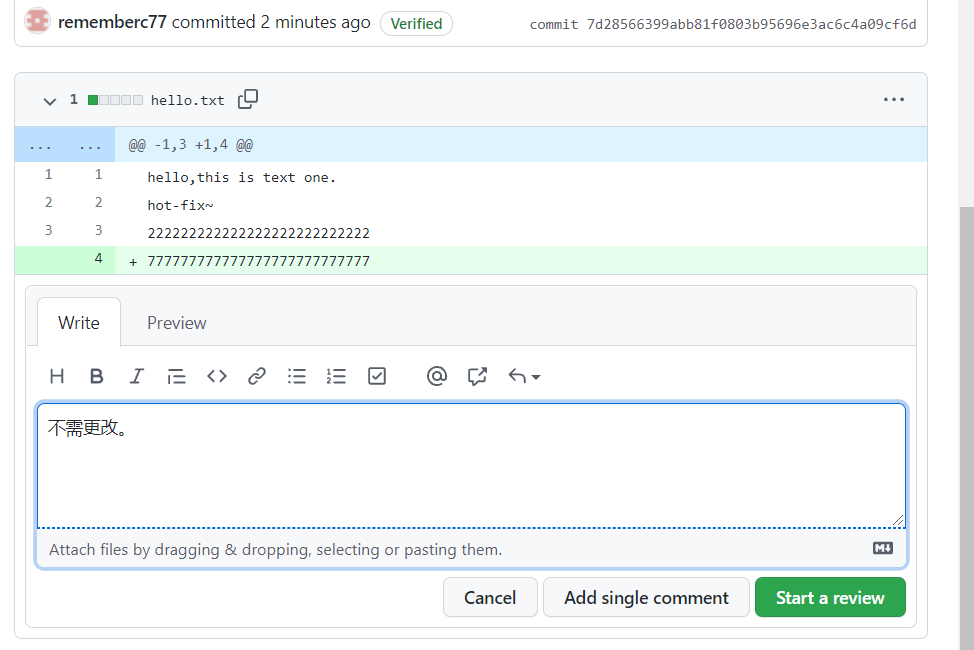 rememberc77 committed 2 minutes ago Verified commit 7d28566399abb81f0803b95696e3ac6c4a09cf6d
1 hello.txt
... ... @@ -1,3 +1,4 @@
1 1 hello,this is text one.
2 2 hot-fix~
3 3 22222222222222222222222222222
4 + 77777777777777777777777777777
Write Preview
不需更改。
Attach files by dragging & dropping, selecting or pasting them.
Cancel Add single comment Start a review